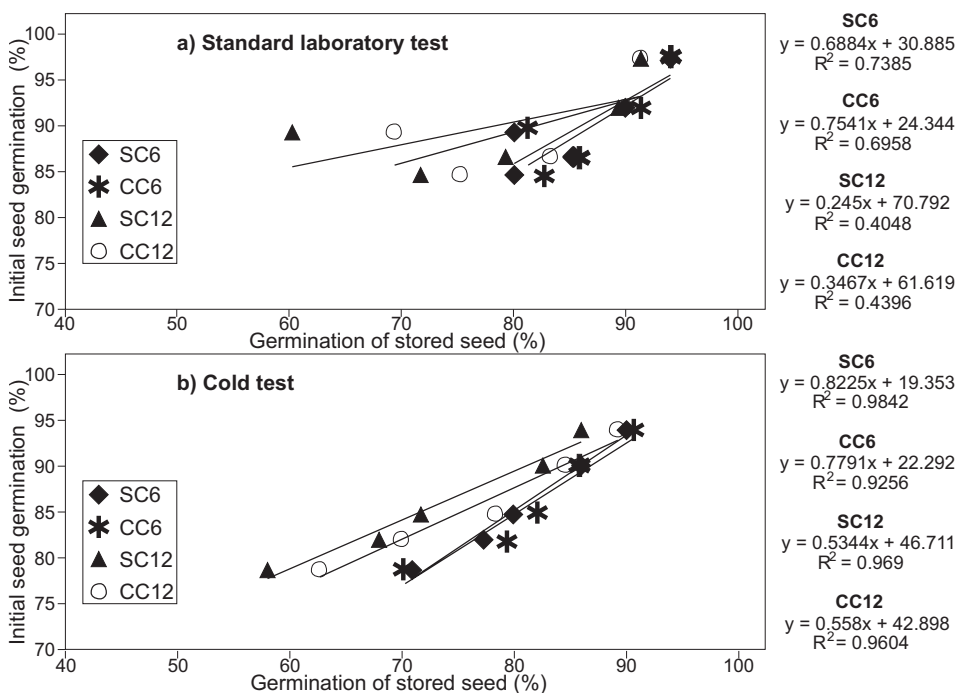 a) Standard laboratory test
Initial seed germination (%)
100
95
90
85
80
75
70
SC6
CC6
SC12
CC12
40 50 60 70 80 90 100
Germination of stored seed (%)
SC6
y = 0.6884x + 30.885
R² = 0.7385
CC6
y = 0.7541x + 24.344
R² = 0.6958
SC12
y = 0.245x + 70.792
R² = 0.4048
CC12
y = 0.3467x + 61.619
R² = 0.4396
b) Cold test
Initial seed germination (%)
100
95
90
85
80
75
70
SC6
CC6
SC12
CC12
40 50 60 70 80 90 100
Germination of stored seed (%)
SC6
y = 0.8225x + 19.353
R² = 0.9842
CC6
y = 0.7791x + 22.292
R² = 0.9256
SC12
y = 0.5344x + 46.711
R² = 0.969
CC12
y = 0.558x + 42.898
R² = 0.9604